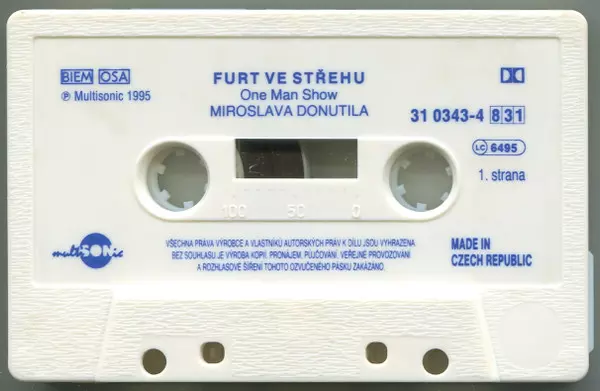 BIEM OSA
℗ Multisonic 1995
FURT VE STŘEHU
One Man Show
MIROSLAVA DONUTILA
31 0343-4 831
LC 6495
1. strana
100 50 0
multiSONic
VŠECHNA PRÁVA VÝROBCE A VLASTNÍKŮ AUTORSKÝCH PRÁV K DÍLU JSOU VYHRAZENA.
BEZ SOUHLASU JE VÝROBA KOPIÍ, PRONÁJEM, PŮJČOVÁNÍ, VEŘEJNÉ PROVOZOVÁNÍ
A ROZHLASOVÉ ŠÍŘENÍ TOHOTO OZVUČENÉHO PÁSKU ZAKÁZÁNO.
MADE IN
CZECH REPUBLIC